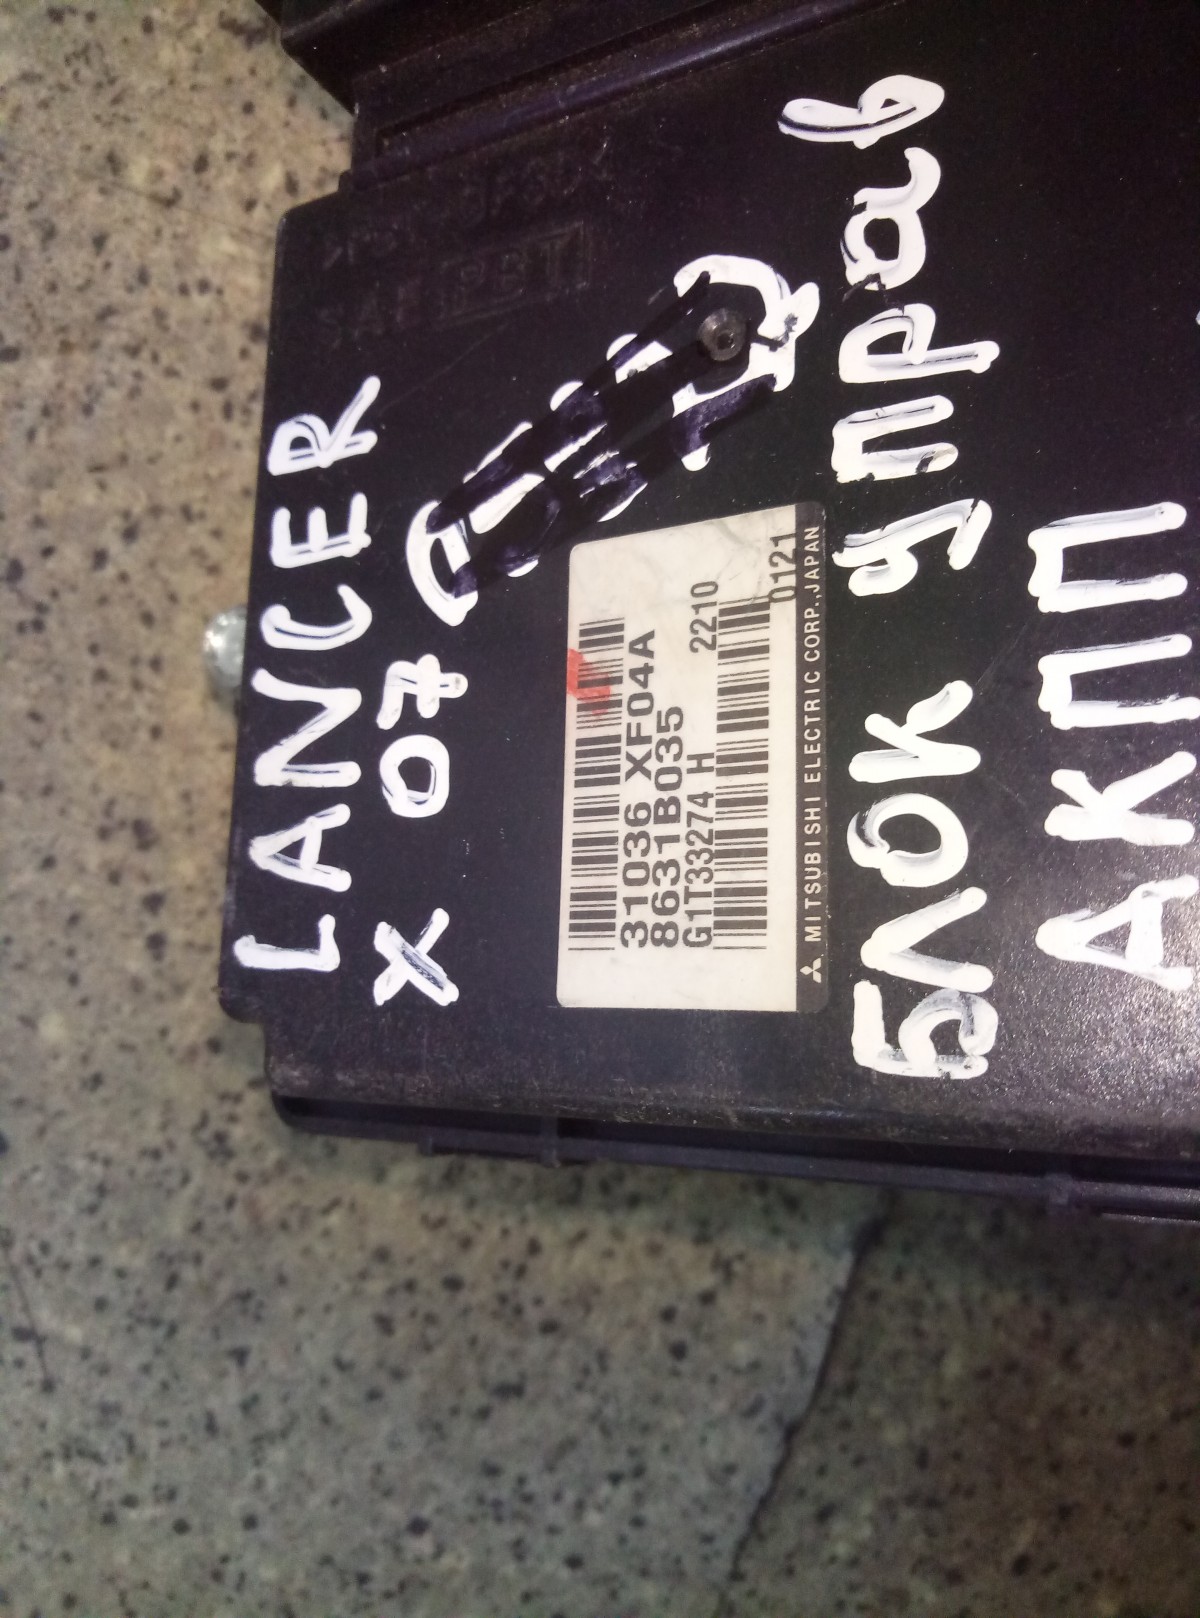 LANCER
X 07
31036 XF04A
8631B035
G1T33274 H 2210
0121
MITSUBISHI ELECTRIC CORP. JAPAN
БЛОК УПРАВ
АКПП